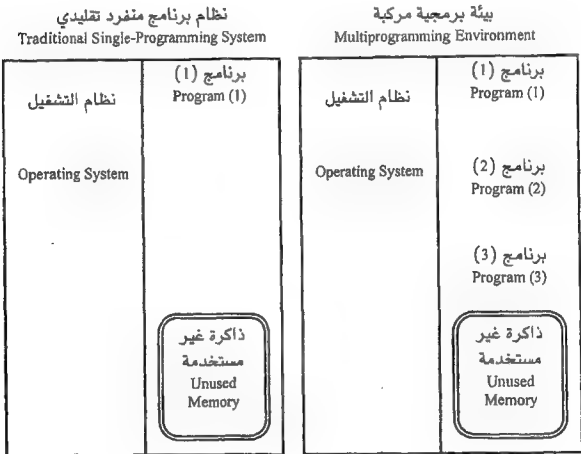 نظام برنامج منفرد تقليدي
Traditional Single-Programming System
نظام التشغيل
Operating System
برنامج (1)
Program (1)
ذاكرة غير
مستخدمة
Unused
Memory
بيئة برمجية مركبة
Multiprogramming Environment
نظام التشغيل
Operating System
برنامج (1)
Program (1)
برنامج (2)
Program (2)
برنامج (3)
Program (3)
ذاكرة غير
مستخدمة
Unused
Memory